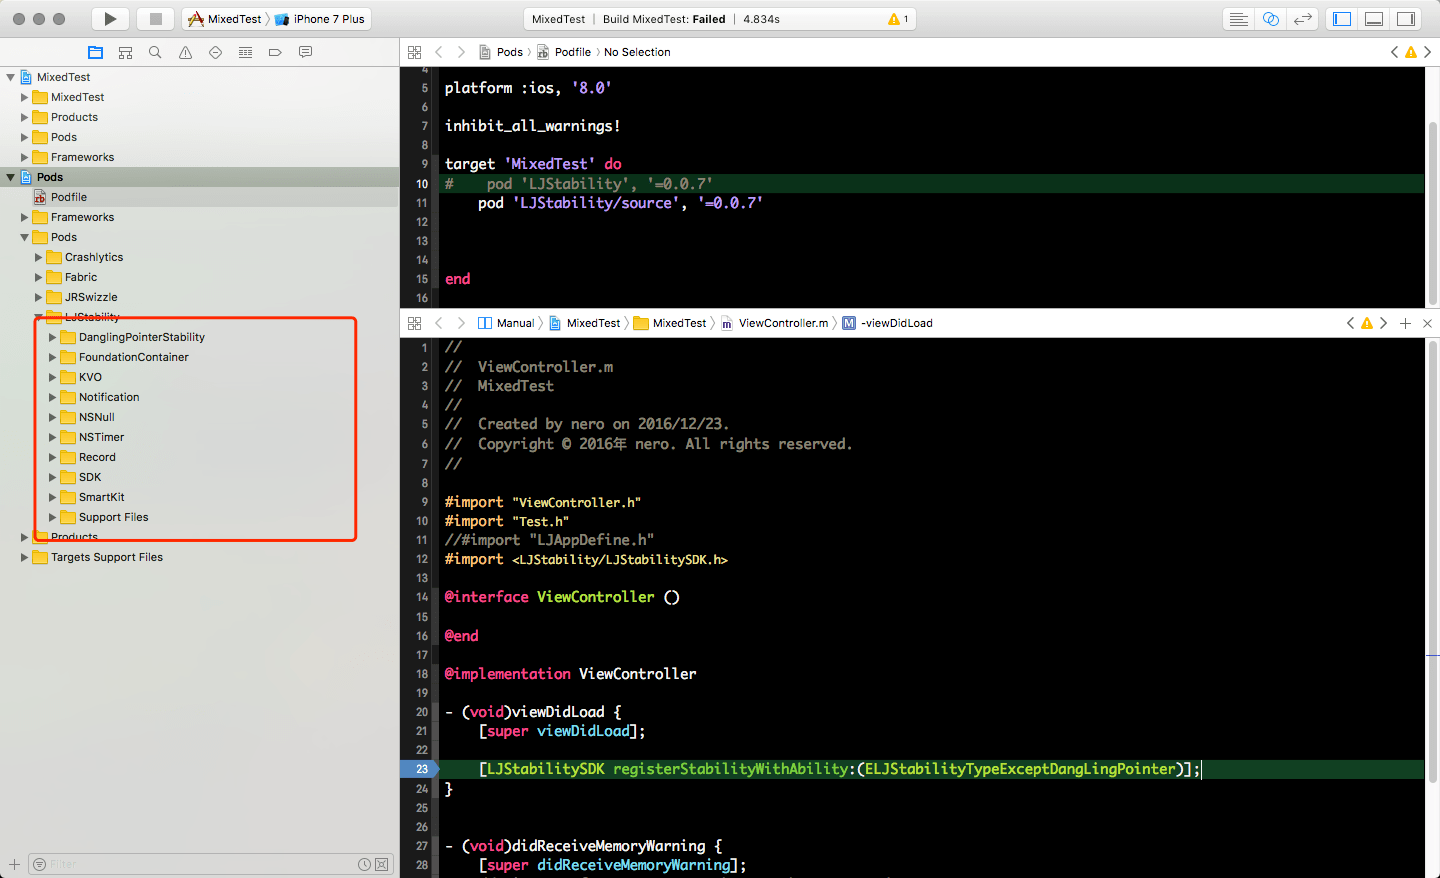 MixedTest iPhone 7 Plus
MixedTest | Build MixedTest: Failed | 4.834s
1
Pods Podfile No Selection
MixedTest
MixedTest
Products
Pods
Frameworks
Pods
Podfile
Frameworks
Pods
Crashlytics
Fabric
JRSwizzle
LJStability
DanglingPointerStability
FoundationContainer
KVO
Notification
NSNull
NSTimer
Record
SDK
SmartKit
Support Files
Products
Targets Support Files
Filter
4
5 platform :ios, '8.0'
6
7 inhibit_all_warnings!
8
9 target 'MixedTest' do
10 #    pod 'LJStability', '=0.0.7'
11     pod 'LJStability/source', '=0.0.7'
12
13
14
15 end
16
Manual MixedTest MixedTest ViewController.m -viewDidLoad
1 //
2 //  ViewController.m
3 //  MixedTest
4 //
5 //  Created by nero on 2016/12/23.
6 //  Copyright © 2016年 nero. All rights reserved.
7 //
8
9 #import "ViewController.h"
10 #import "Test.h"
11 //#import "LJAppDefine.h"
12 #import <LJStability/LJStabilitySDK.h>
13
14 @interface ViewController ()
15
16 @end
17
18 @implementation ViewController
19
20 - (void)viewDidLoad {
21     [super viewDidLoad];
22
23     [LJStabilitySDK registerStabilityWithAbility:(ELJStabilityTypeExceptDangLingPointer)];
24 }
25
26
27 - (void)didReceiveMemoryWarning {
28     [super didReceiveMemoryWarning];